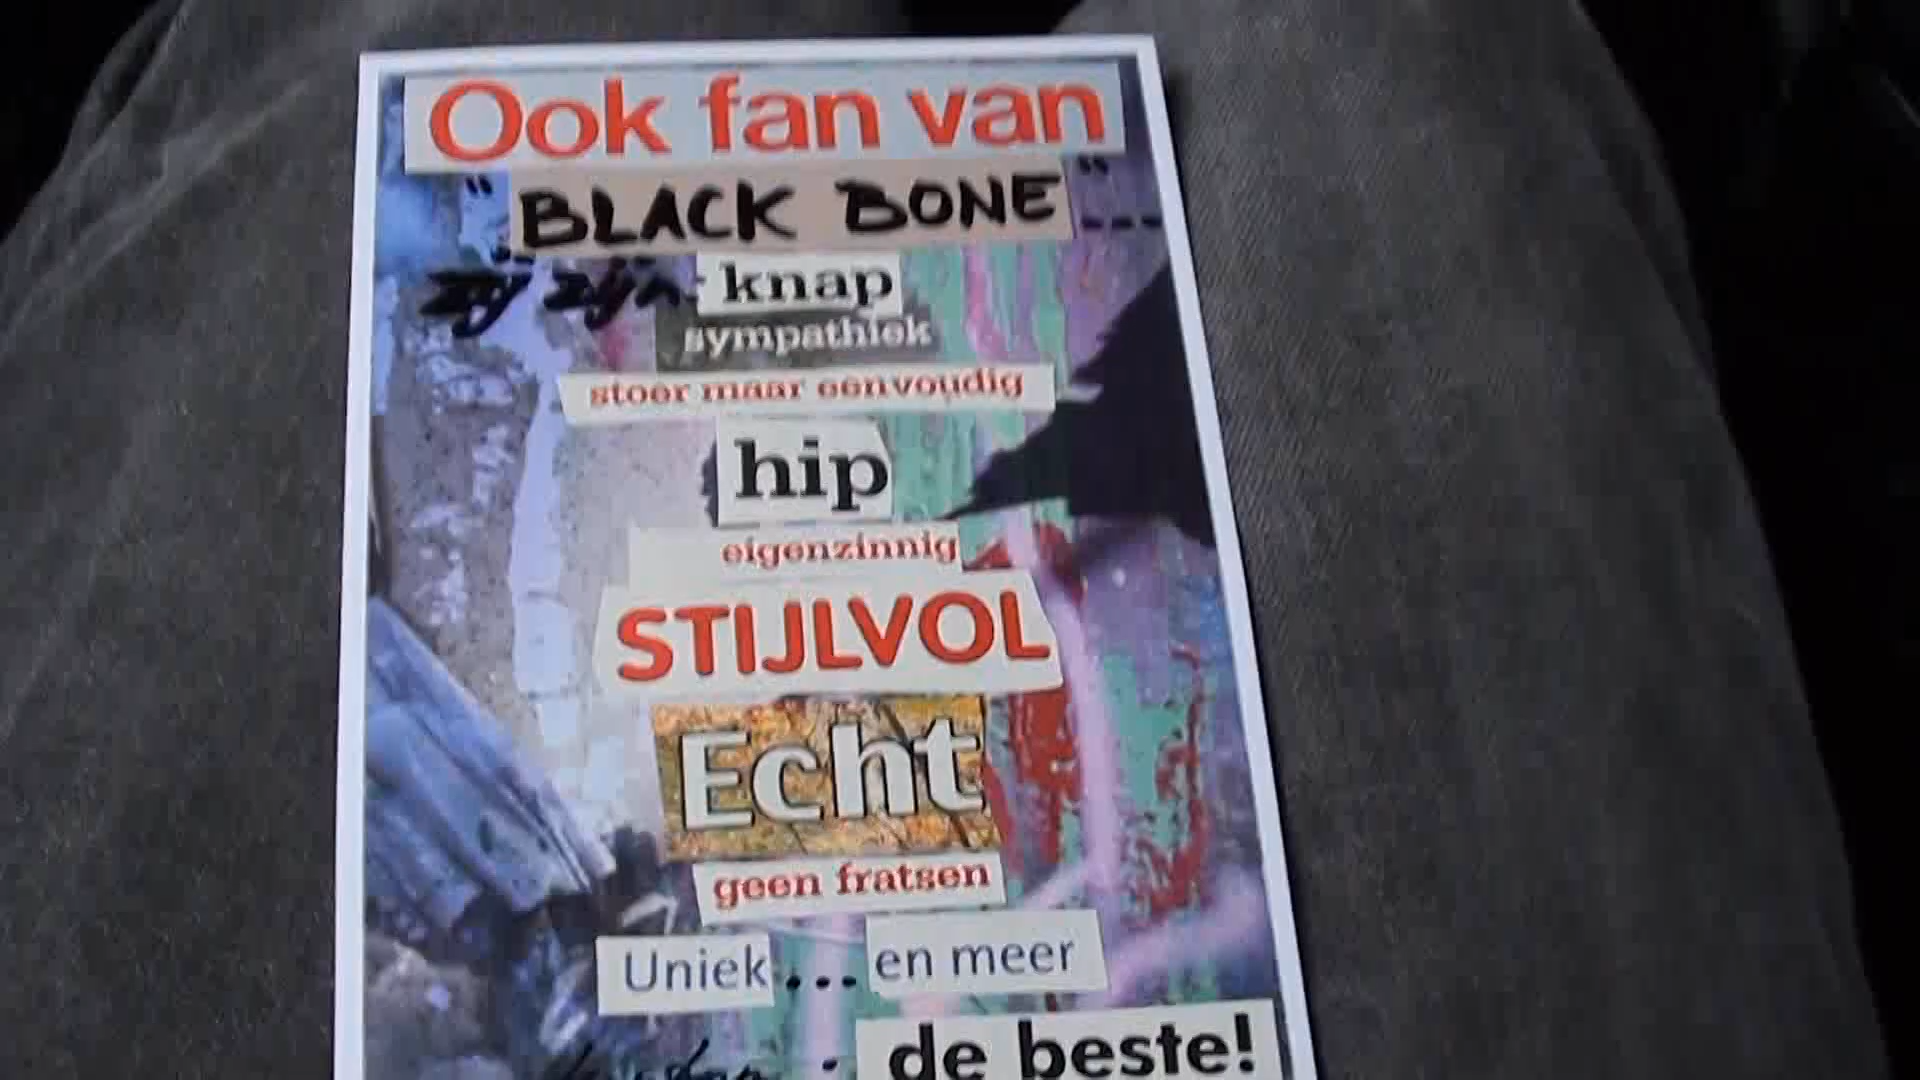 Ook fan van
"BLACK BONE"---
zij zijn: knap
sympathiek
stoer maar eenvoudig
hip
eigenzinnig
STIJLVOL
Echt
geen fratsen
Uniek... en meer
de beste!